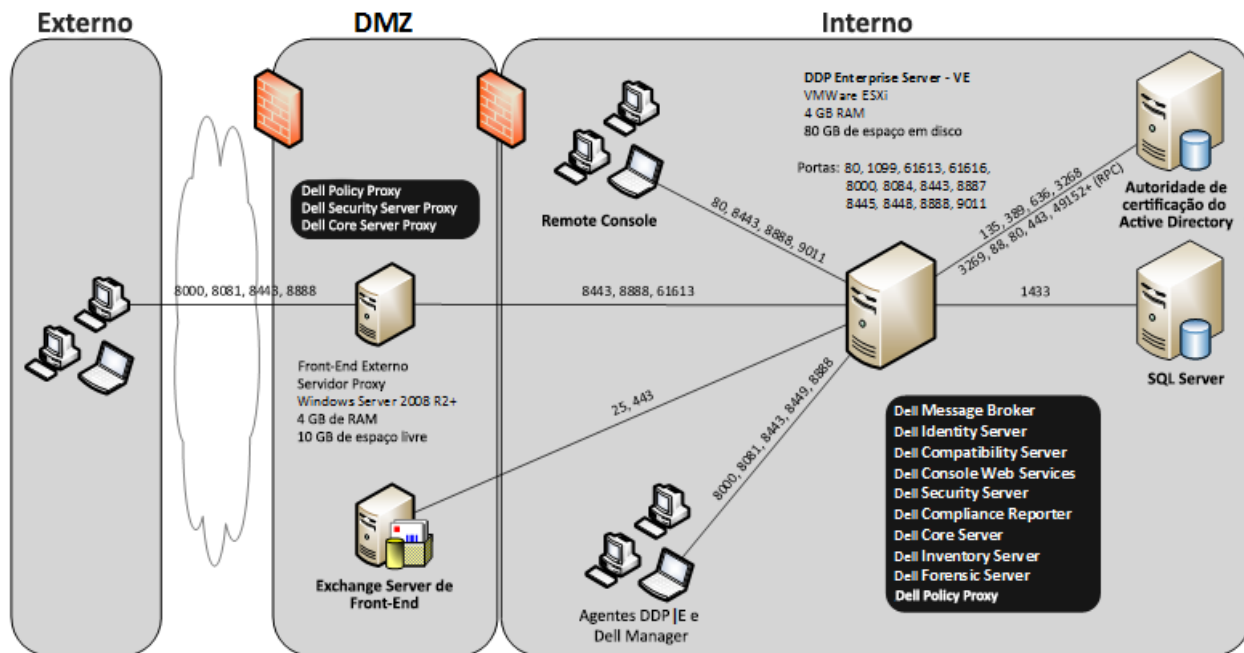 Externo
DMZ
Interno
DDP Enterprise Server - VE
VMWare ESXi
4 GB RAM
80 GB de espaço em disco
Portas: 80, 1099, 61613, 61616,
8000, 8084, 8443, 8887
8445, 8448, 8888, 9011
Dell Policy Proxy
Dell Security Server Proxy
Dell Core Server Proxy
Remote Console
80, 8443, 8888, 9011
135, 389, 636, 3268
3269, 88, 80, 443, 49152+ (RPC)
Autoridade de
certificação do
Active Directory
8000, 8081, 8443, 8888
8443, 8888, 61613
1433
SQL Server
Front-End Externo
Servidor Proxy
Windows Server 2008 R2+
4 GB de RAM
10 GB de espaço livre
25, 443
8000, 8081, 8443, 8449, 8888
Exchange Server de
Front-End
Agentes DDP|E e
Dell Manager
Dell Message Broker
Dell Identity Server
Dell Compatibility Server
Dell Console Web Services
Dell Security Server
Dell Compliance Reporter
Dell Core Server
Dell Inventory Server
Dell Forensic Server
Dell Policy Proxy